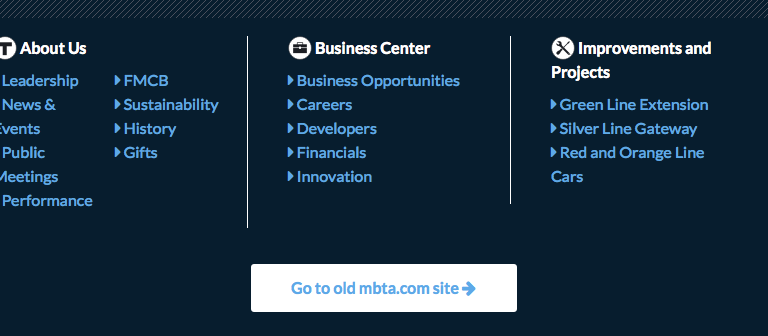 About Us
Leadership
News &
Events
Public
Meetings
Performance
FMCB
Sustainability
History
Gifts
Business Center
Business Opportunities
Careers
Developers
Financials
Innovation
Improvements and
Projects
Green Line Extension
Silver Line Gateway
Red and Orange Line
Cars
Go to old mbta.com site